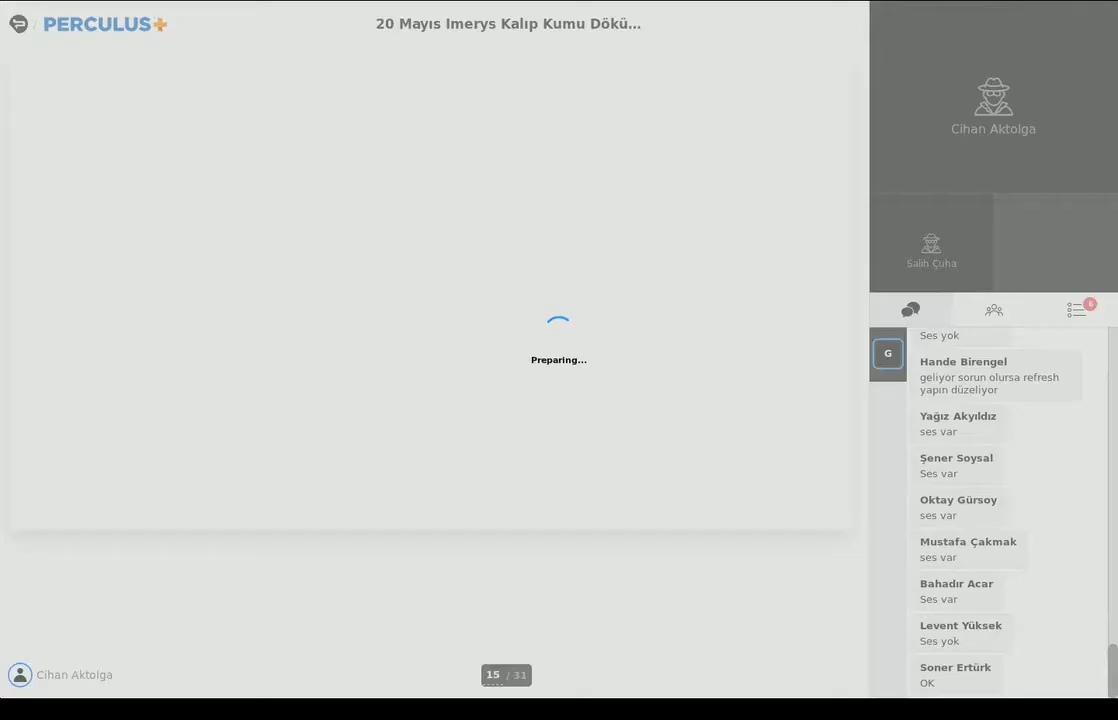 PERCULUS+
20 Mayıs Imerys Kalıp Kumu Dökü...
Cihan Aktolga
Salih Çuha
6
G
Ses yok
Hande Birengel
geliyor sorun olursa refresh
yapın düzeliyor
Yağız Akyıldız
ses var
Şener Soysal
Ses var
Oktay Gürsoy
ses var
Mustafa Çakmak
ses var
Bahadır Acar
Ses var
Levent Yüksek
Ses yok
Soner Ertürk
OK
Preparing...
Cihan Aktolga
15 / 31